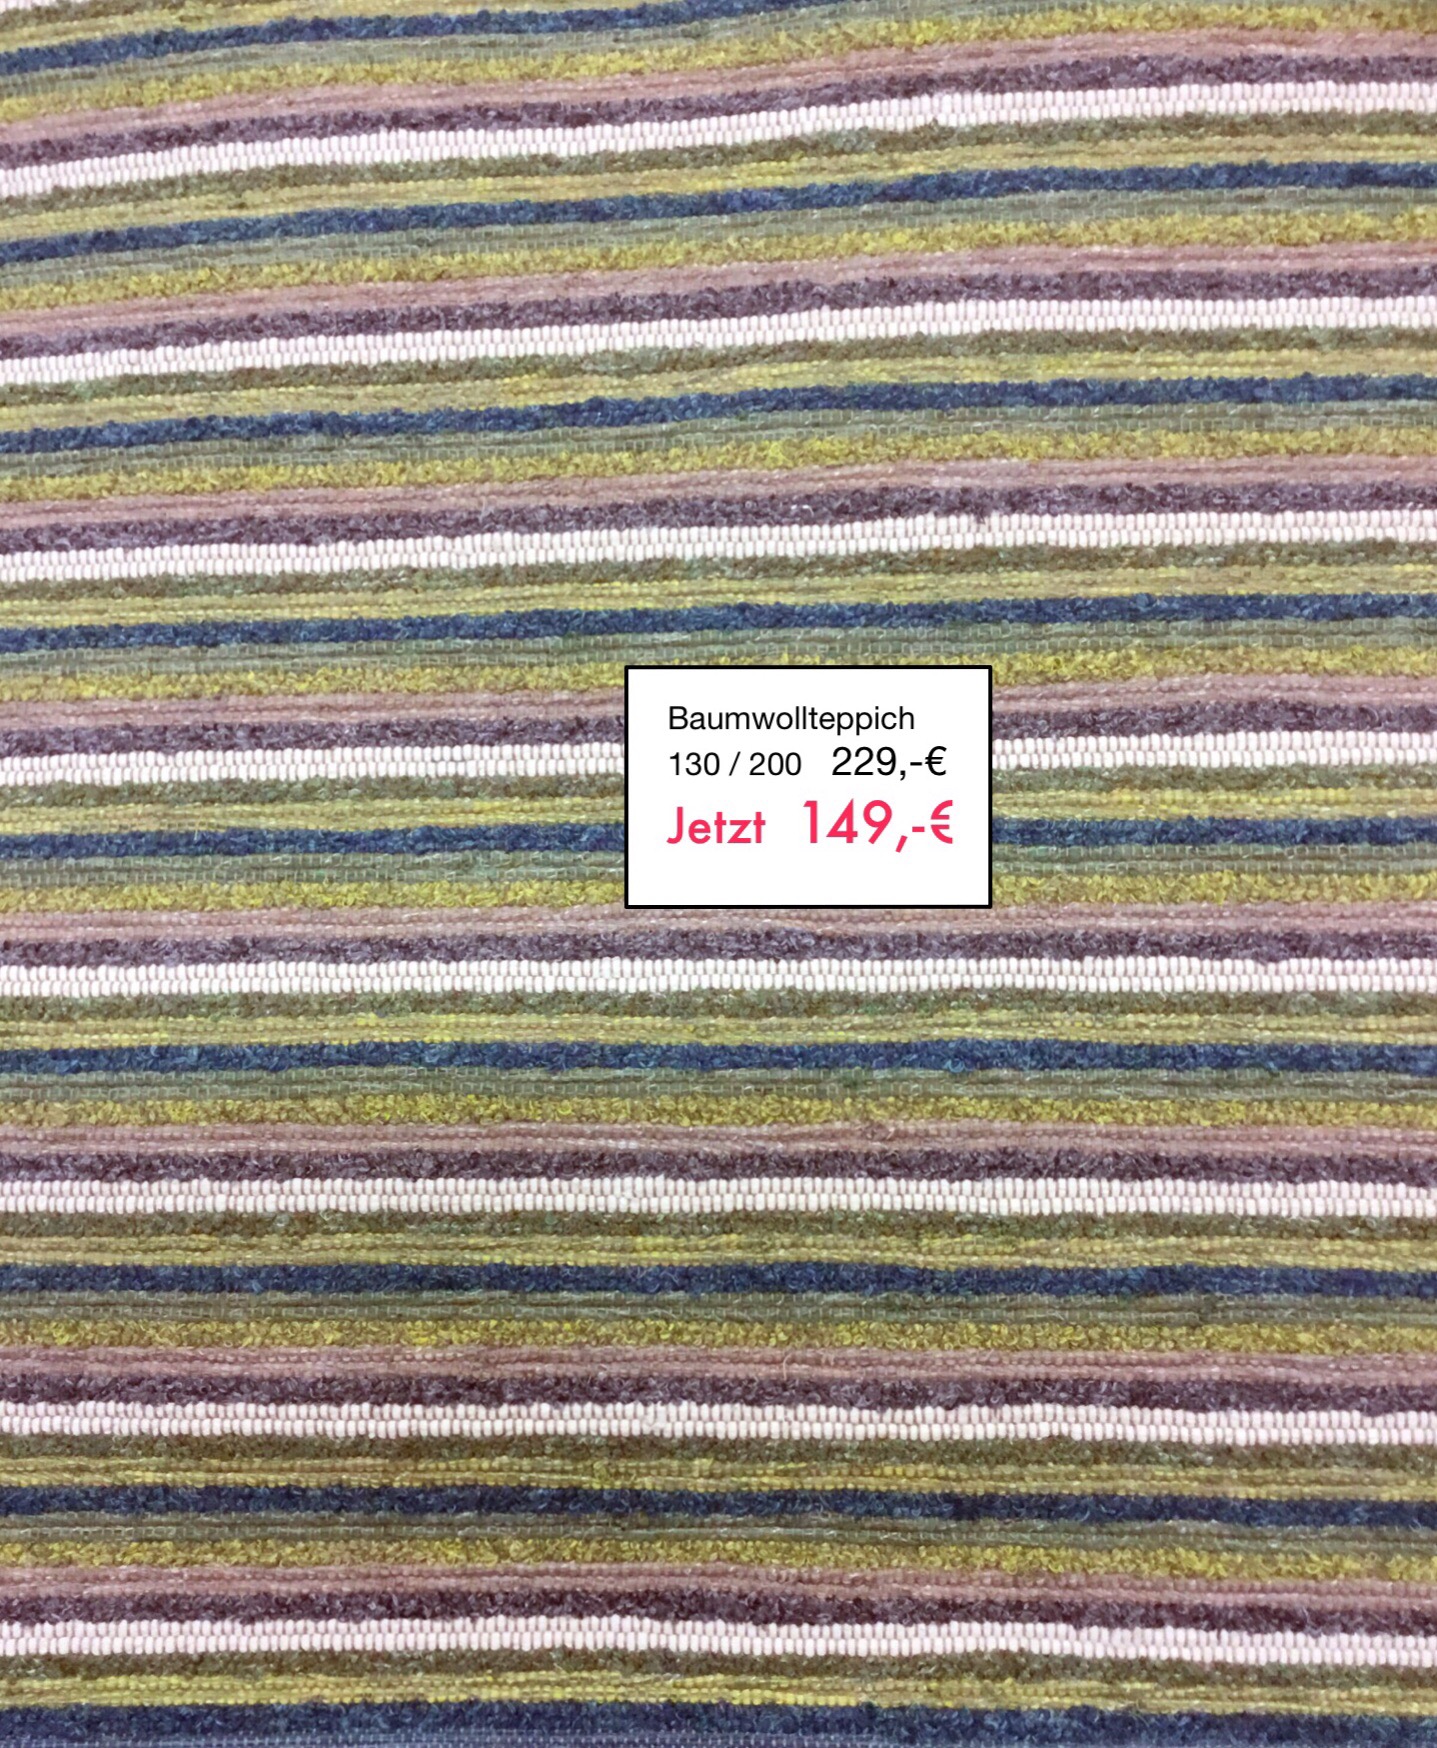 Baumwollteppich
130 / 200 229,-€
Jetzt 149,-€